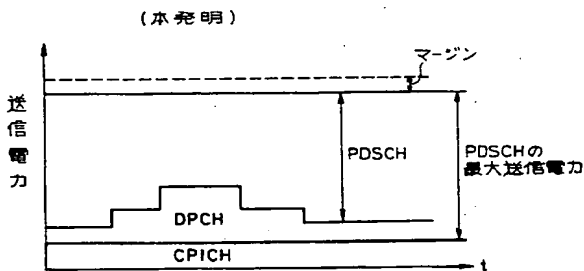 (本発明)
マージン
送信電力
PDSCH
PDSCHの
最大送信電力
DPCH
CPICH
t